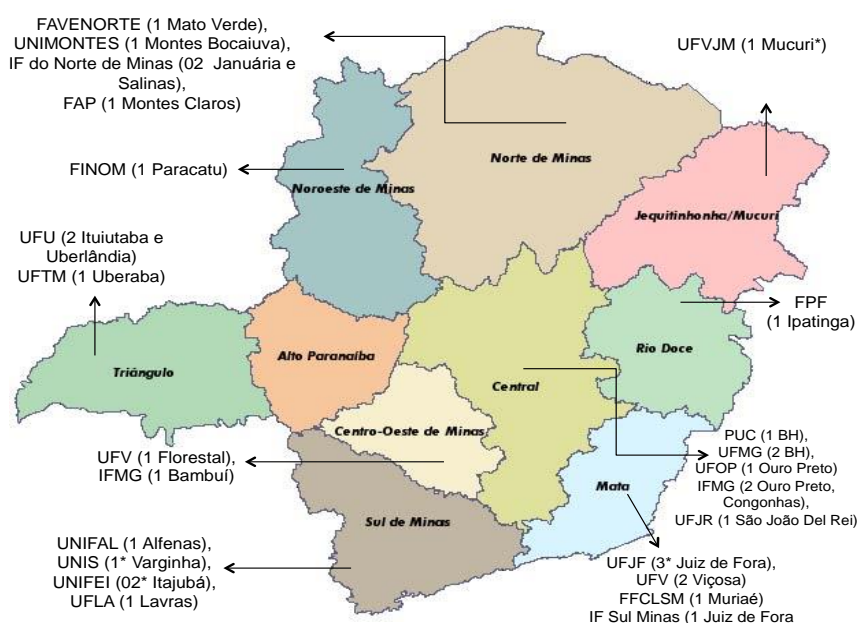 FAVENORTE (1 Mato Verde),
UNIMONTES (1 Montes Bocaiuva),
IF do Norte de Minas (02 Januária e
Salinas),
FAP (1 Montes Claros)
UFVJM (1 Mucuri*)
Norte de Minas
FINOM (1 Paracatu)
Noroeste de Minas
Jequitinhonha/Mucuri
UFU (2 Ituiutaba e
Uberlândia)
UFTM (1 Uberaba)
FPF
(1 Ipatinga)
Triângulo
Alto Paranaíba
Rio Doce
Central
Centro-Oeste de Minas
UFV (1 Florestal),
IFMG (1 Bambuí)
PUC (1 BH),
UFMG (2 BH),
UFOP (1 Ouro Preto)
IFMG (2 Ouro Preto,
Congonhas),
UFJR (1 São João Del Rei)
Mata
Sul de Minas
UNIFAL (1 Alfenas),
UNIS (1* Varginha),
UNIFEI (02* Itajubá),
UFLA (1 Lavras)
UFJF (3* Juiz de Fora),
UFV (2 Viçosa)
FFCLSM (1 Muriaé)
IF Sul Minas (1 Juiz de Fora